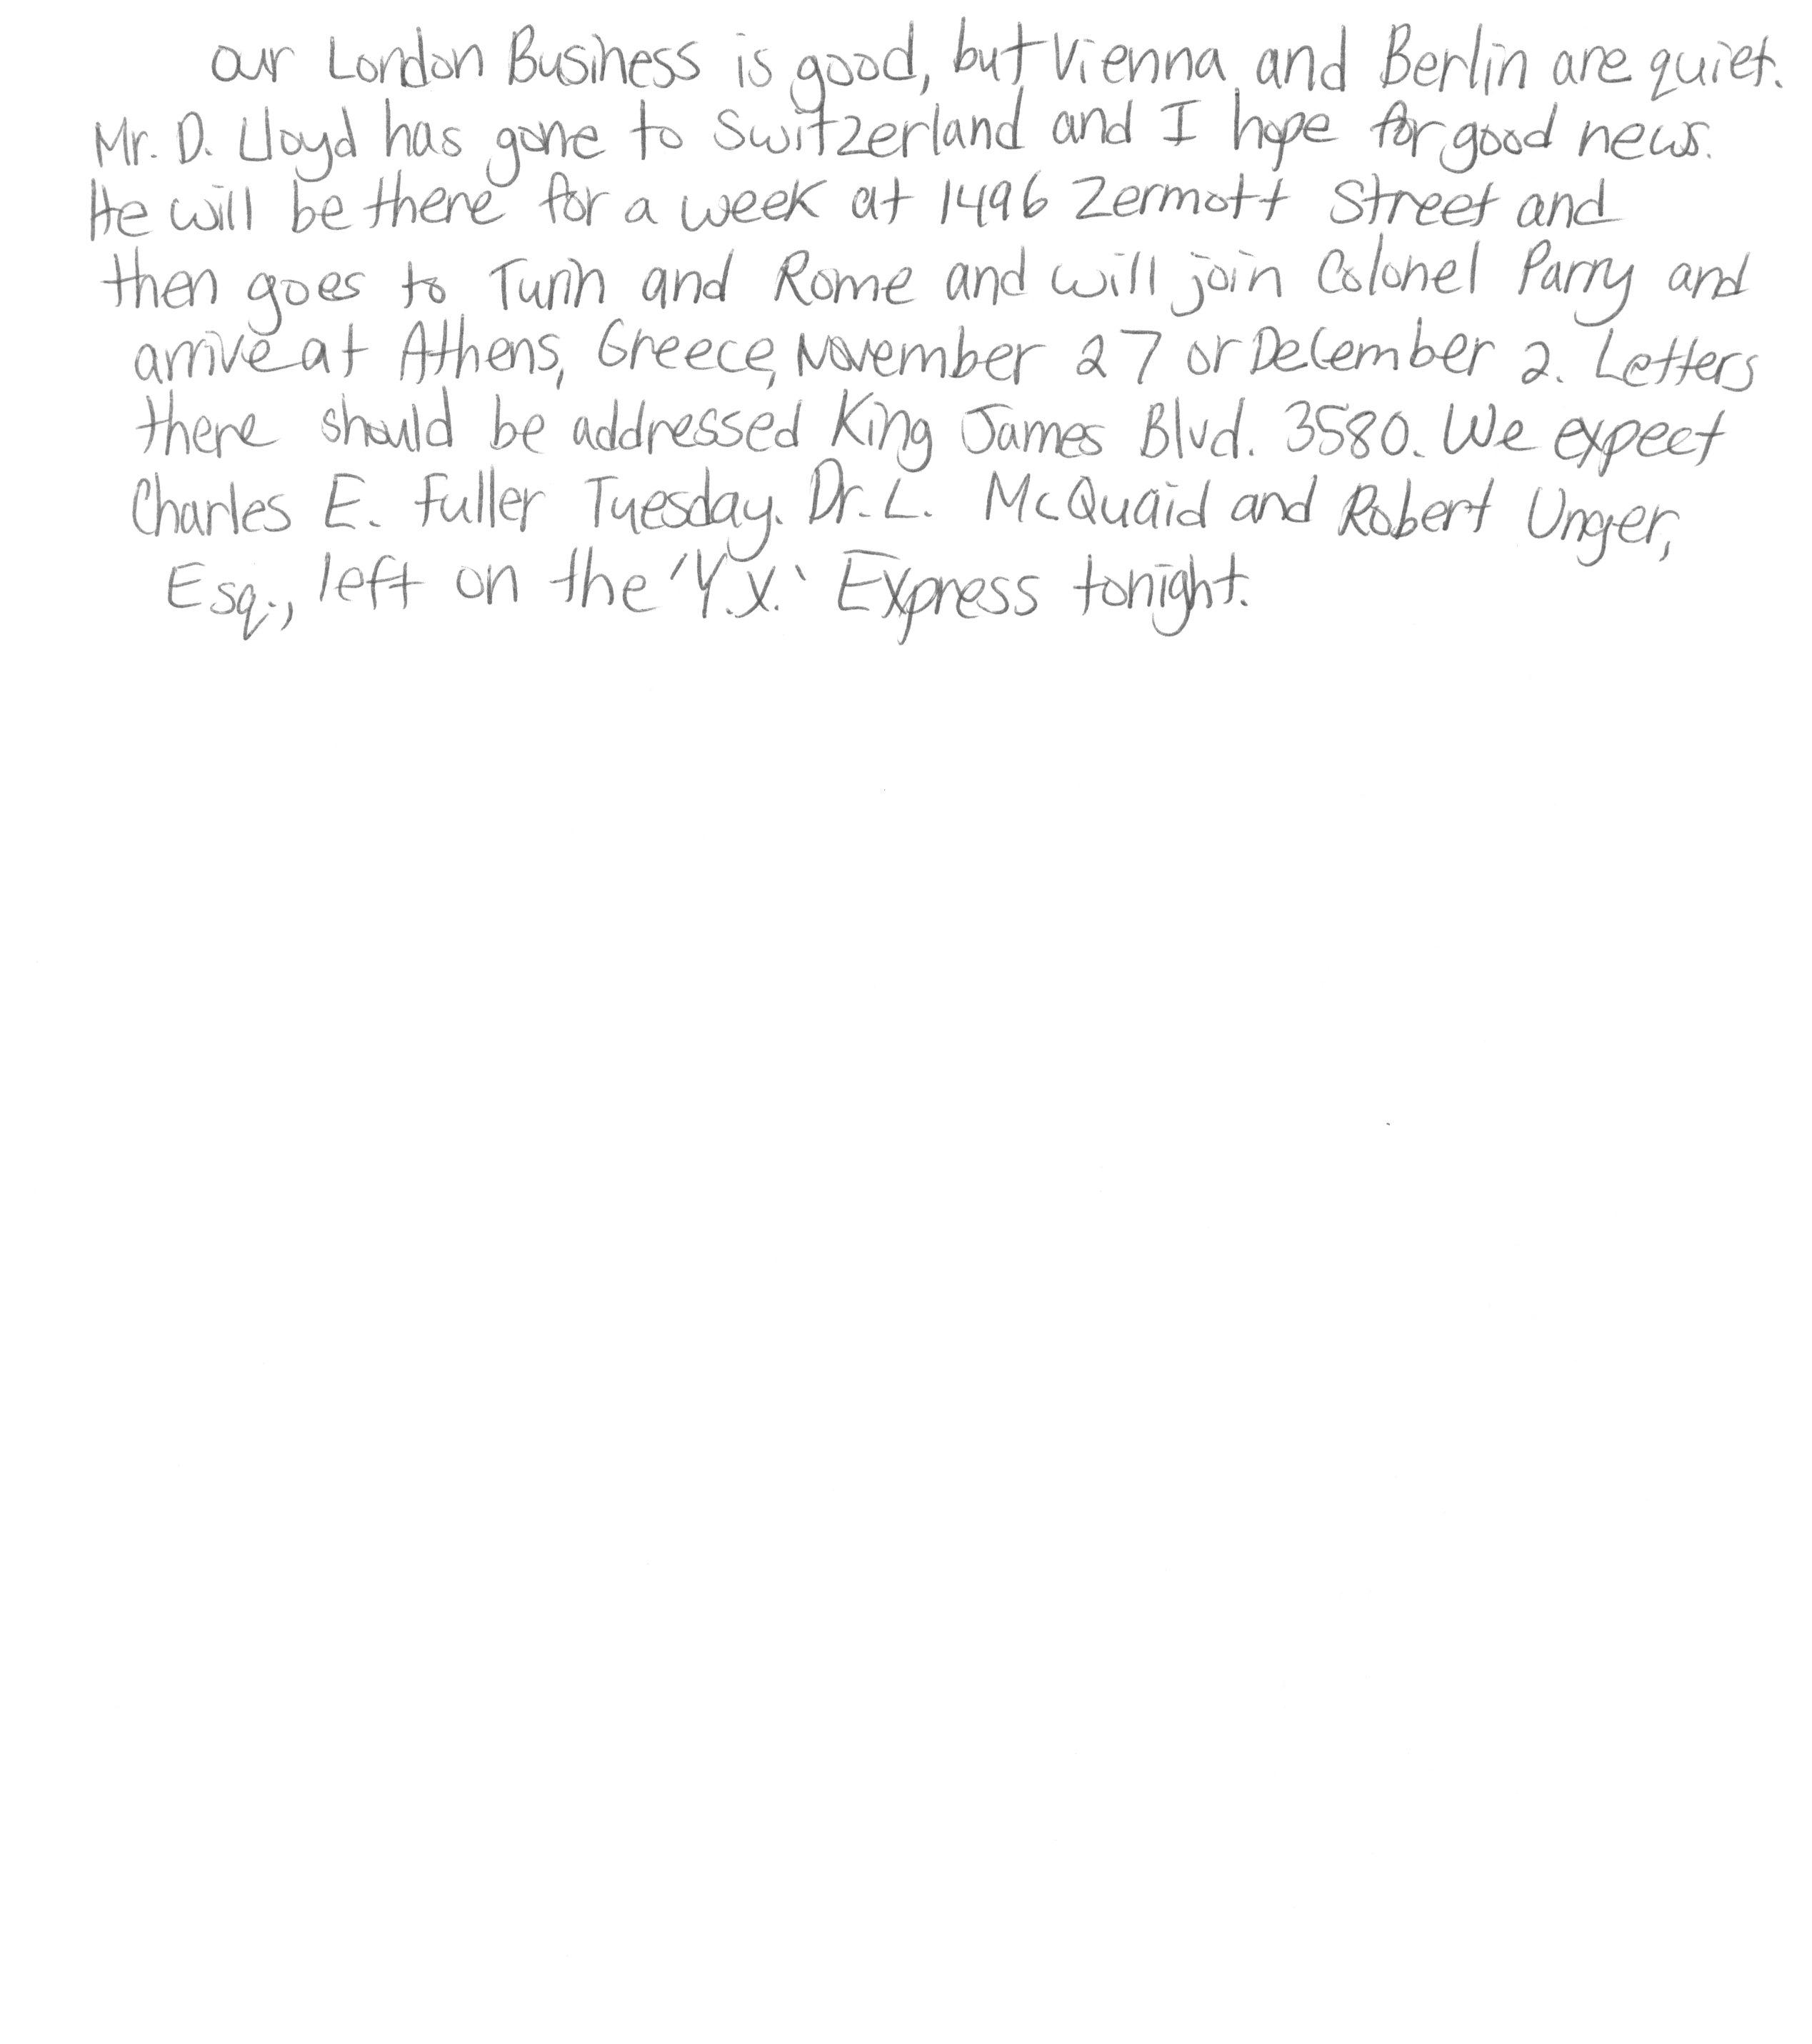 our London Business is good, but Vienna and Berlin are quiet.
Mr. D. Lloyd has gone to Switzerland and I hope for good news.
He will be there for a week at 1496 Zermott Street and
then goes to Turin and Rome and will join Colonel Parry and
arrive at Athens, Greece, November 27 or December 2. Letters
there should be addressed King James Blvd. 3580. We expect
Charles E. Fuller Tuesday. Dr. L. McQuaid and Robert Unger,
Esq., left on the 'Y.X.' Express tonight.